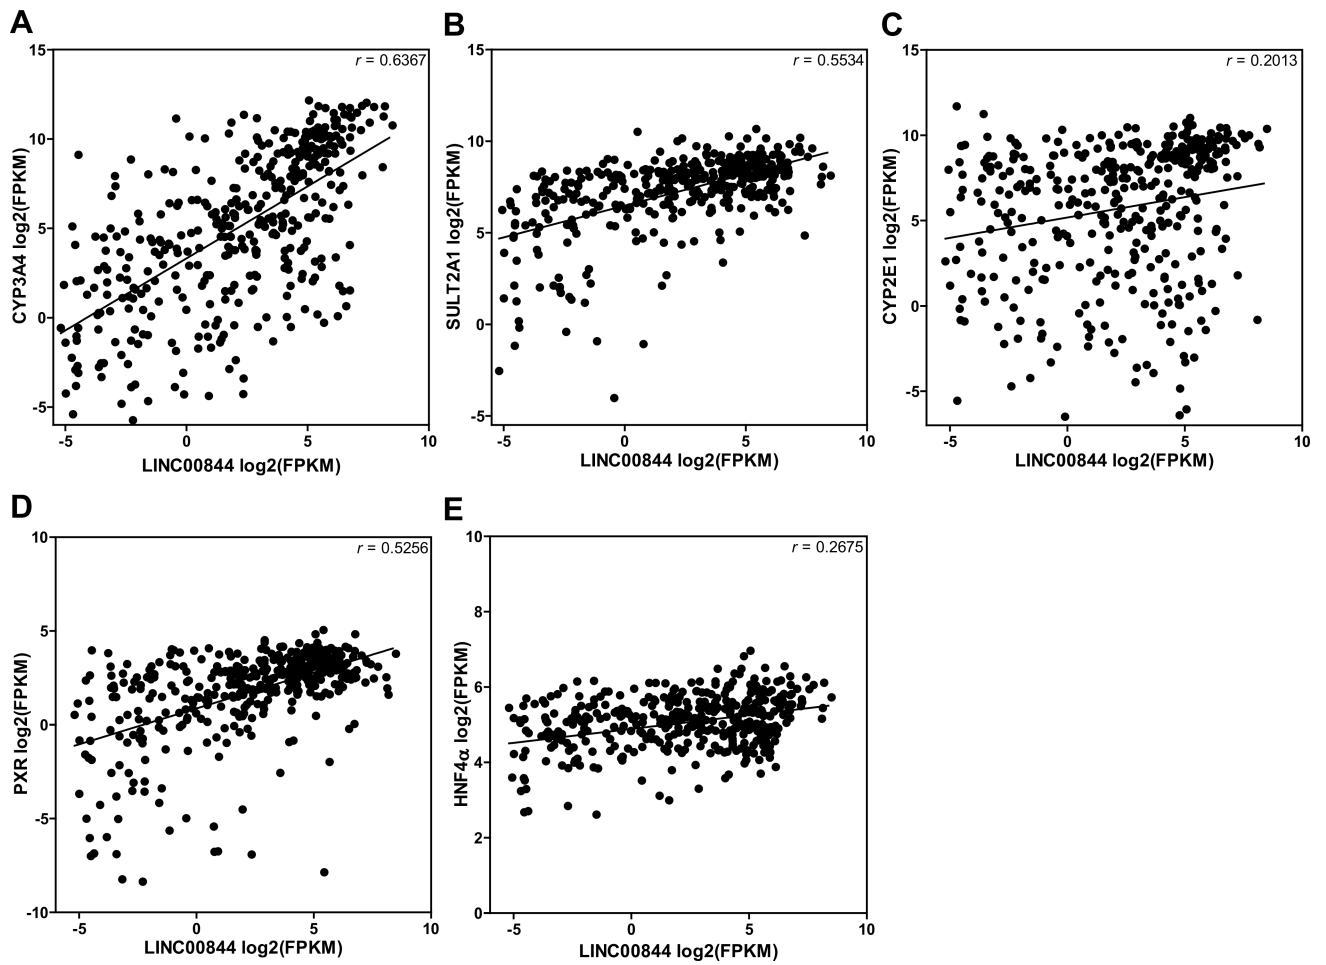 A
15
10
5
0
-5
r = 0.6367
CYP3A4 log2(FPKM)
-5 0 5 10
LINC00844 log2(FPKM)
B
15
10
5
0
-5
r = 0.5534
SULT2A1 log2(FPKM)
-5 0 5 10
LINC00844 log2(FPKM)
C
15
10
5
0
-5
r = 0.2013
CYP2E1 log2(FPKM)
-5 0 5 10
LINC00844 log2(FPKM)
D
10
5
0
-5
-10
r = 0.5256
PXR log2(FPKM)
-5 0 5 10
LINC00844 log2(FPKM)
E
10
8
6
4
2
0
r = 0.2675
HNF4α log2(FPKM)
-5 0 5 10
LINC00844 log2(FPKM)